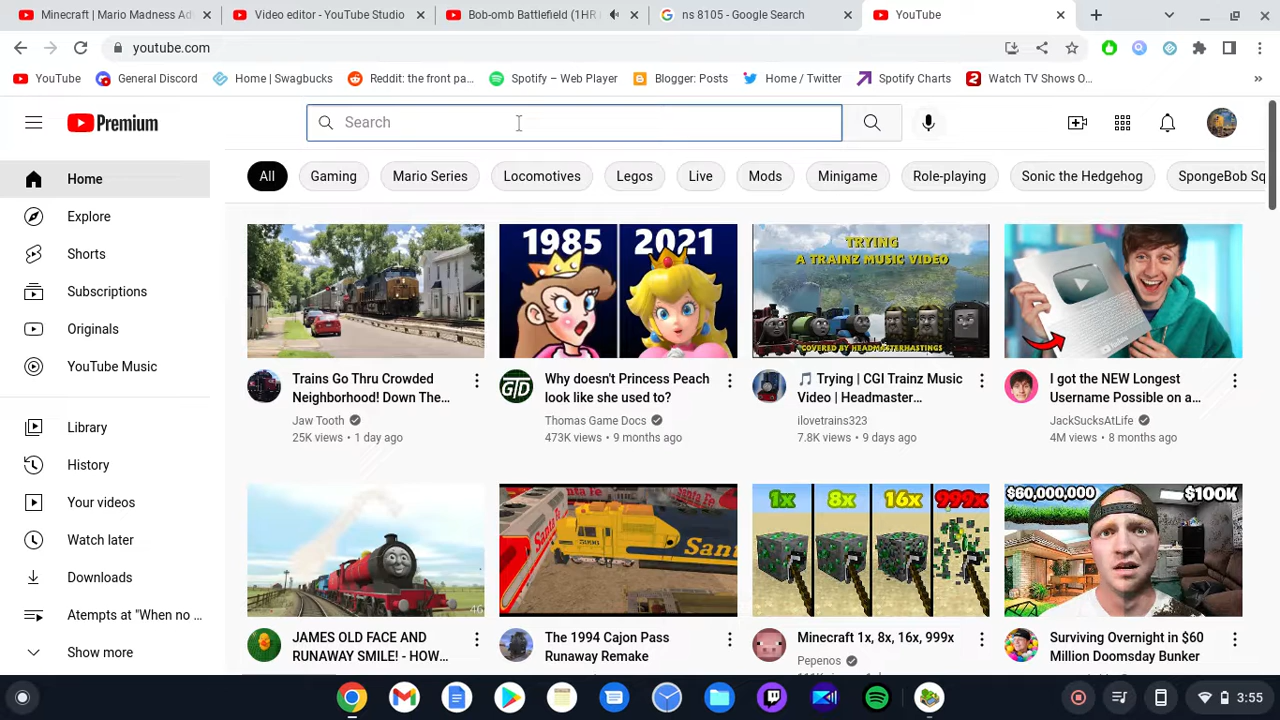 Minecraft | Mario Madness Ad
Video editor - YouTube Studio
Bob-omb Battlefield (1HR
ns 8105 - Google Search
YouTube
youtube.com
YouTube
General Discord
Home | Swagbucks
Reddit: the front pa...
Spotify – Web Player
Blogger: Posts
Home / Twitter
Spotify Charts
Watch TV Shows O...
Premium
Search
All
Gaming
Mario Series
Locomotives
Legos
Live
Mods
Minigame
Role-playing
Sonic the Hedgehog
SpongeBob Sq
Home
Explore
Shorts
Subscriptions
Originals
YouTube Music
Library
History
Your videos
Watch later
Downloads
Atempts at "When no ...
Show more
Trains Go Thru Crowded
Neighborhood! Down The...
Jaw Tooth
25K views • 1 day ago
1985 2021
GTD
Why doesn't Princess Peach
look like she used to?
Thomas Game Docs
473K views • 9 months ago
TRYING
A TRAINZ MUSIC VIDEO
COVERED BY HEADMASTERHASTINGS
🎵 Trying | CGI Trainz Music
Video | Headmaster...
ilovetrains323
7.8K views • 9 days ago
I got the NEW Longest
Username Possible on a...
JackSucksAtLife
4M views • 8 months ago
JAMES OLD FACE AND
RUNAWAY SMILE! - HOW...
Santa Fe
Santa
The 1994 Cajon Pass
Runaway Remake
1x 8x 16x 999x
Minecraft 1x, 8x, 16x, 999x
Pepenos
$60,000,000 $100K
Surviving Overnight in $60
Million Doomsday Bunker
3:55